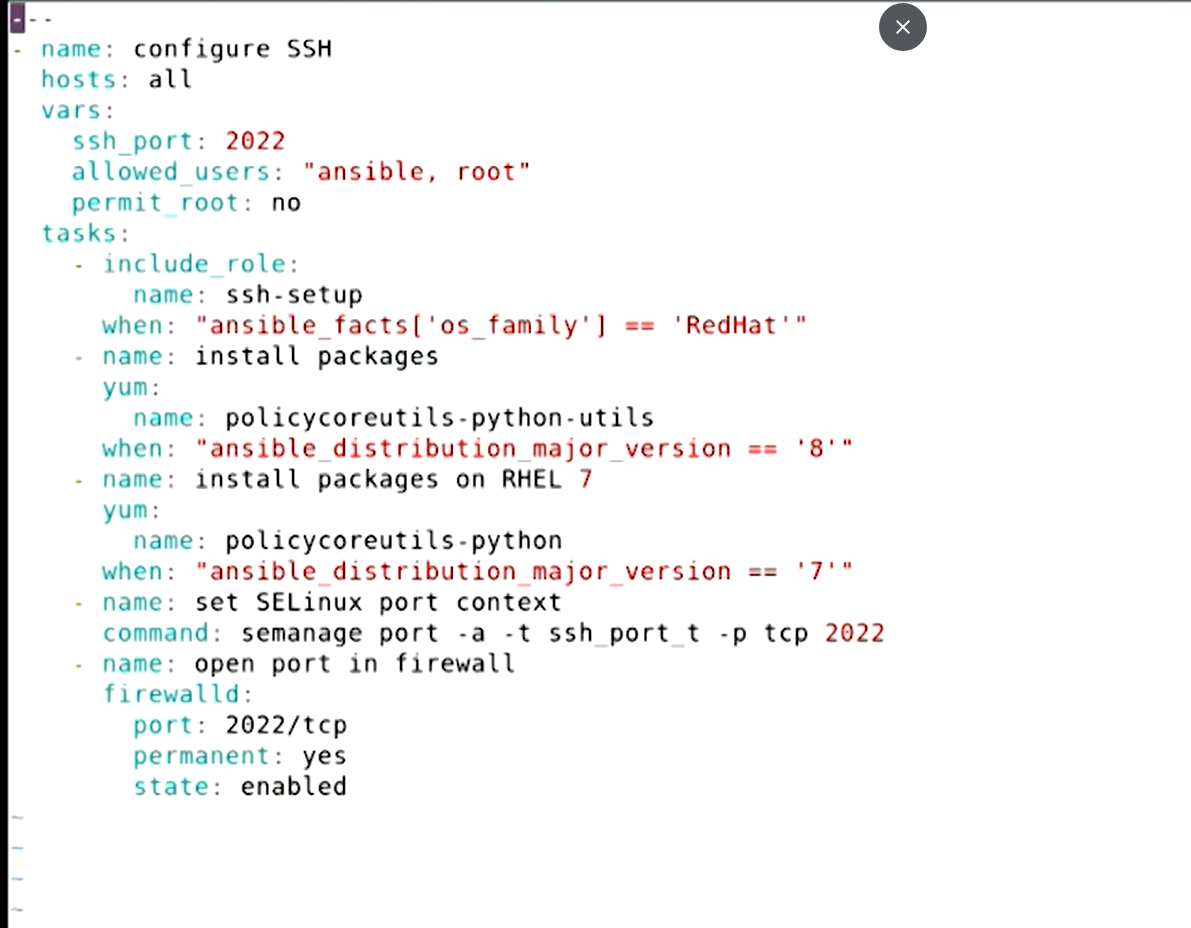 ---
- name: configure SSH
  hosts: all
  vars:
    ssh_port: 2022
    allowed_users: "ansible, root"
    permit_root: no
  tasks:
    - include_role:
        name: ssh-setup
      when: "ansible_facts['os_family'] == 'RedHat'"
    - name: install packages
      yum:
        name: policycoreutils-python-utils
      when: "ansible_distribution_major_version == '8'"
    - name: install packages on RHEL 7
      yum:
        name: policycoreutils-python
      when: "ansible_distribution_major_version == '7'"
    - name: set SELinux port context
      command: semanage port -a -t ssh_port_t -p tcp 2022
    - name: open port in firewall
      firewalld:
        port: 2022/tcp
        permanent: yes
        state: enabled
~
~
~
~